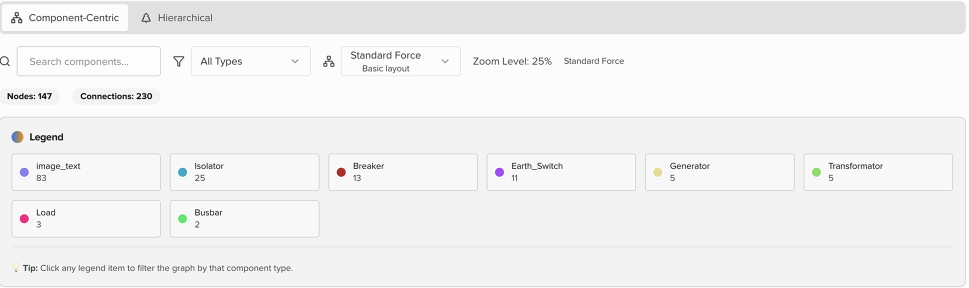 Component-Centric Hierarchical
Search components... All Types Standard Force Zoom Level: 25% Standard Force
Basic layout
Nodes: 147 Connections: 230
Legend
image_text Isolator Breaker Earth_Switch Generator Transformator
83 25 13 11 5 5
Load Busbar
3 2
Tip: Click any legend item to filter the graph by that component type.